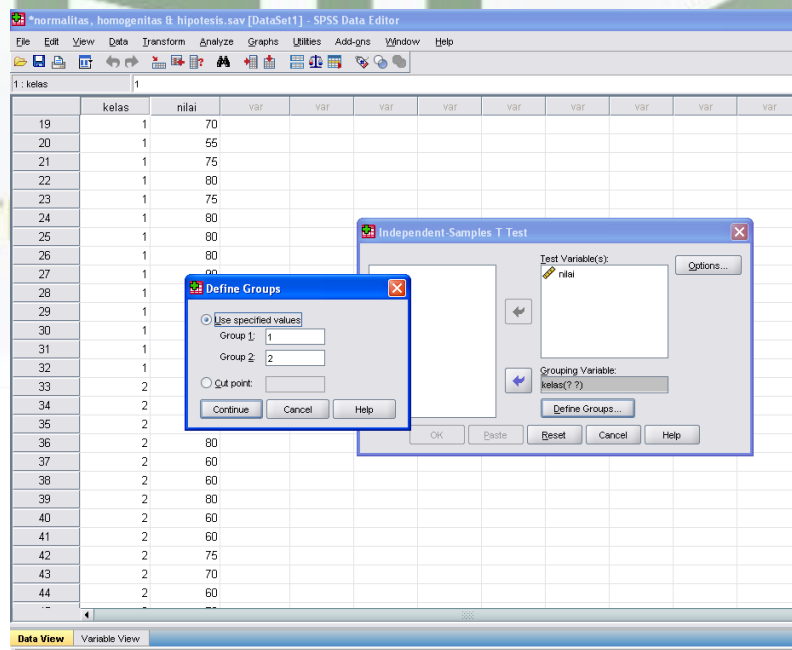 *normalitas, homogenitas & hipotesis.sav [DataSet1] - SPSS Data Editor
File Edit View Data Transform Analyze Graphs Utilities Add-ons Window Help
1 : kelas 1
kelas nilai var var var var var var var var var
19 1 70
20 1 55
21 1 75
22 1 80
23 1 75
24 1 80
25 1 80
26 1 80
27 1
28 1
29 1
30 1
31 1
32 1
33 2
34 2
35 2
36 2 80
37 2 60
38 2 60
39 2 80
40 2 60
41 2 60
42 2 75
43 2 70
44 2 60
Independent-Samples T Test
Test Variable(s):
nilai
Options...
Grouping Variable:
kelas(? ?)
Define Groups...
OK Paste Reset Cancel Help
Define Groups
Use specified values
Group 1: 1
Group 2: 2
Cut point:
Continue Cancel Help
Data View Variable View